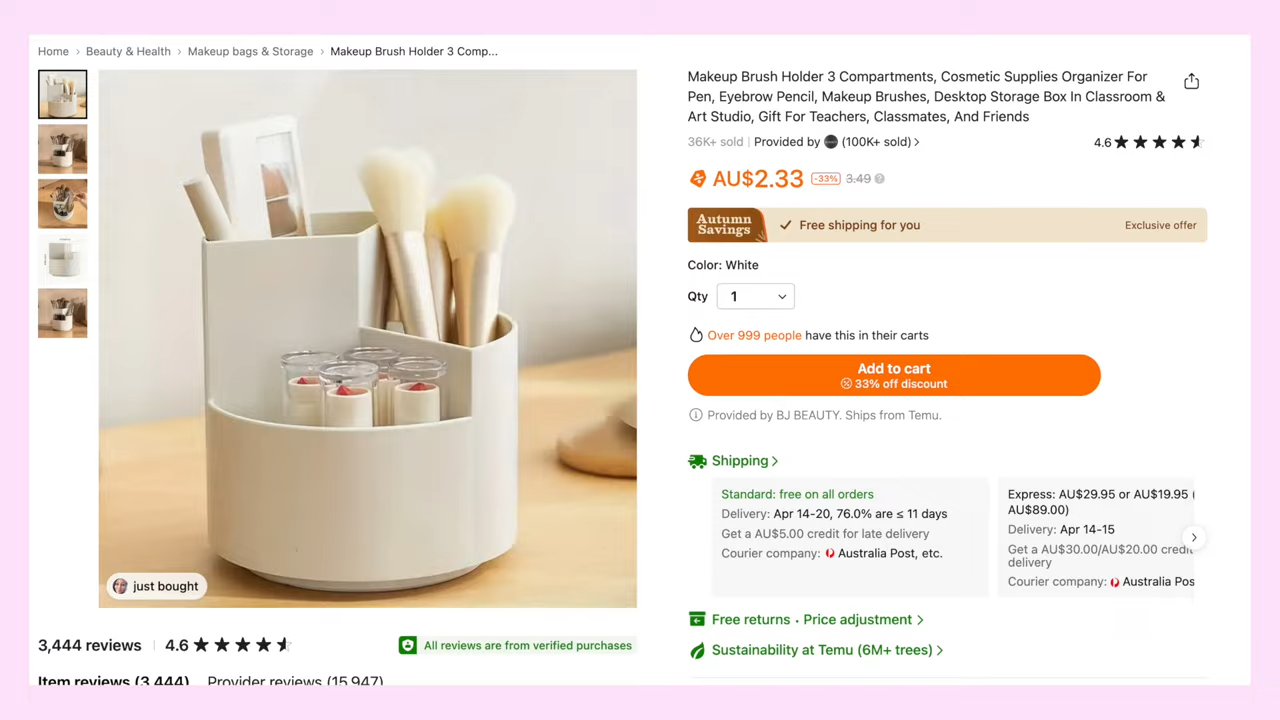 Home › Beauty & Health › Makeup bags & Storage › Makeup Brush Holder 3 Comp...
Makeup Brush Holder 3 Compartments, Cosmetic Supplies Organizer For
Pen, Eyebrow Pencil, Makeup Brushes, Desktop Storage Box In Classroom &
Art Studio, Gift For Teachers, Classmates, And Friends
36K+ sold | Provided by (100K+ sold) >
4.6
AU$2.33 -33% 3.49
Autumn
Savings
Free shipping for you
Exclusive offer
Color: White
Qty 1
Over 999 people have this in their carts
Add to cart
33% off discount
Provided by BJ BEAUTY. Ships from Temu.
Shipping >
Standard: free on all orders
Delivery: Apr 14-20, 76.0% are ≤ 11 days
Get a AU$5.00 credit for late delivery
Courier company: Australia Post, etc.
Express: AU$29.95 or AU$19.95 (
AU$89.00)
Delivery: Apr 14-15
Get a AU$30.00/AU$20.00 credit
delivery
Courier company: Australia Pos
Free returns · Price adjustment >
Sustainability at Temu (6M+ trees) >
just bought
3,444 reviews | 4.6
All reviews are from verified purchases
Item reviews (3,444) Provider reviews (15,947)